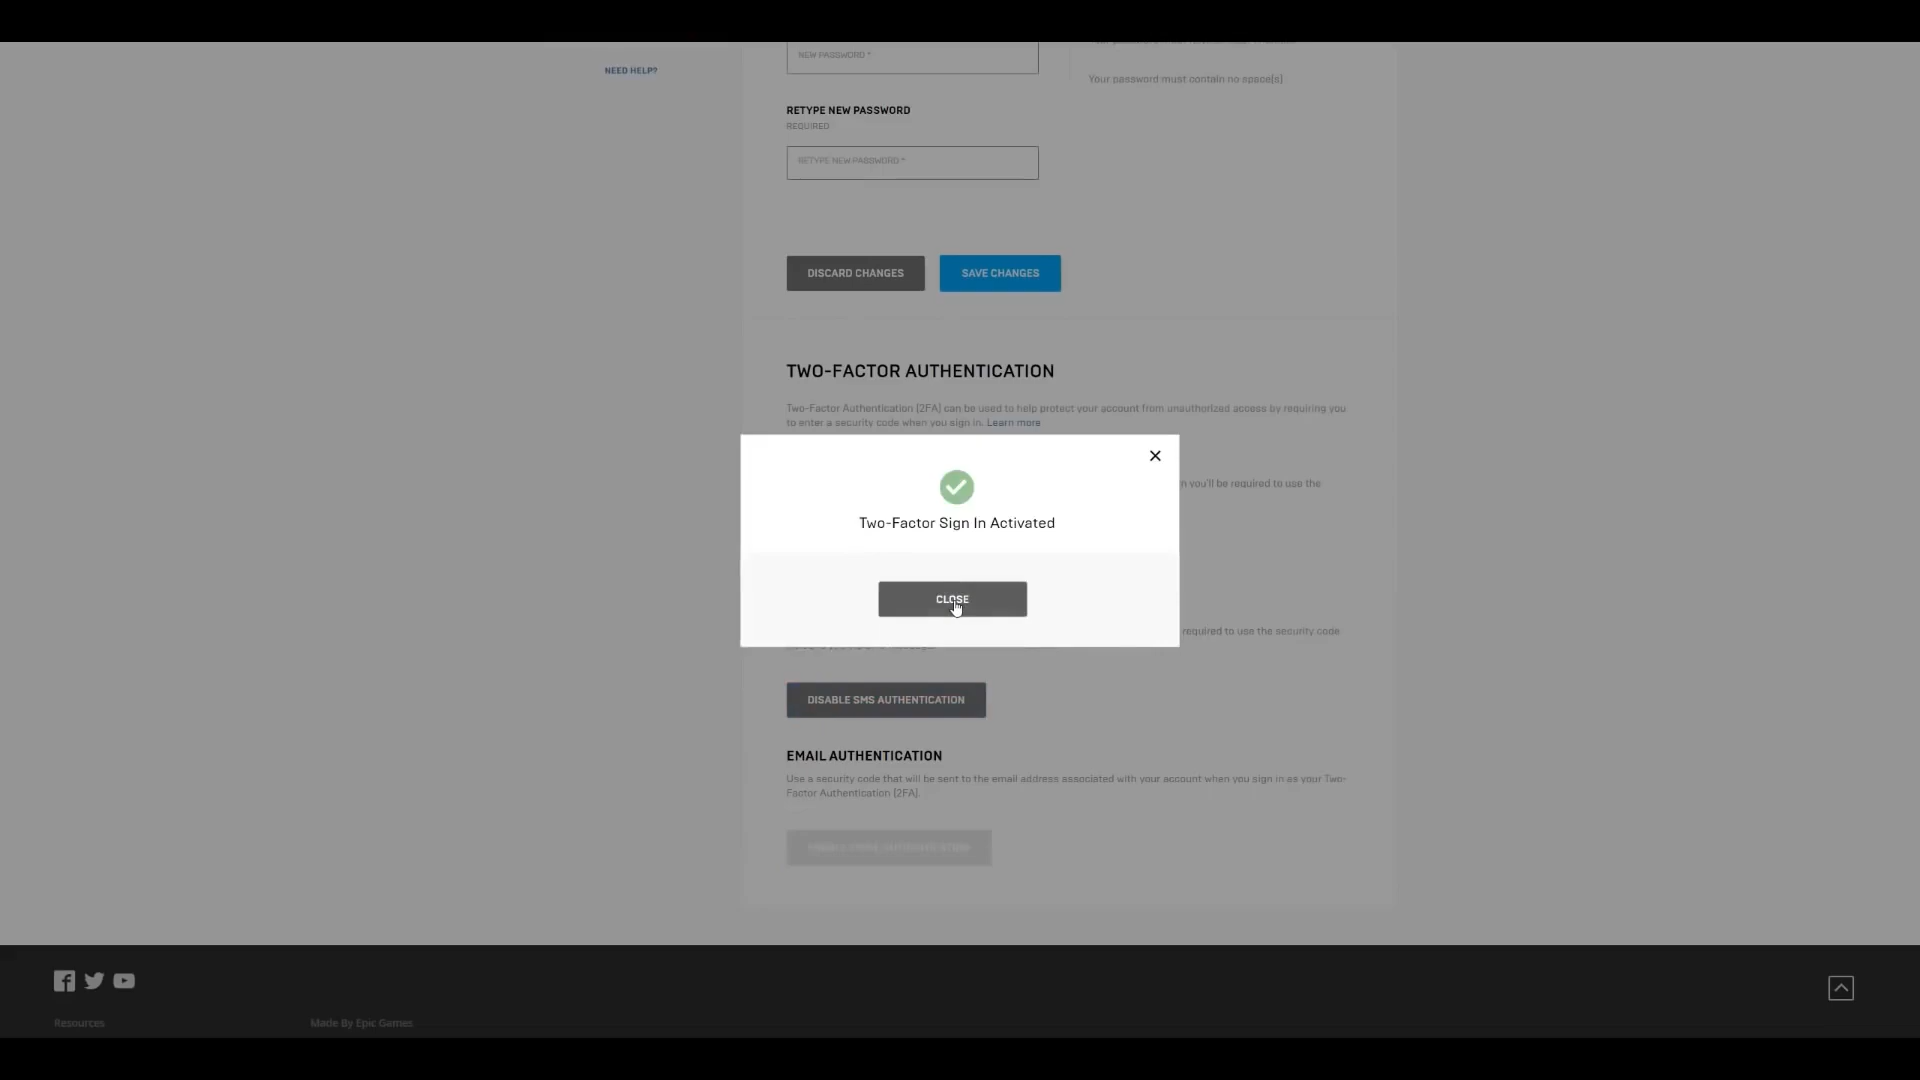 NEW PASSWORD *
NEED HELP?
Your password must contain no space(s)
RETYPE NEW PASSWORD
REQUIRED
RETYPE NEW PASSWORD *
DISCARD CHANGES
SAVE CHANGES
TWO-FACTOR AUTHENTICATION
Two-Factor Authentication (2FA) can be used to help protect your account from unauthorized access by requiring you
to enter a security code when you sign in. Learn more
n you'll be required to use the
Two-Factor Sign In Activated
CLOSE
required to use the security code
DISABLE SMS AUTHENTICATION
EMAIL AUTHENTICATION
Use a security code that will be sent to the email address associated with your account when you sign in as your Two-
Factor Authentication (2FA).
Resources
Made By Epic Games